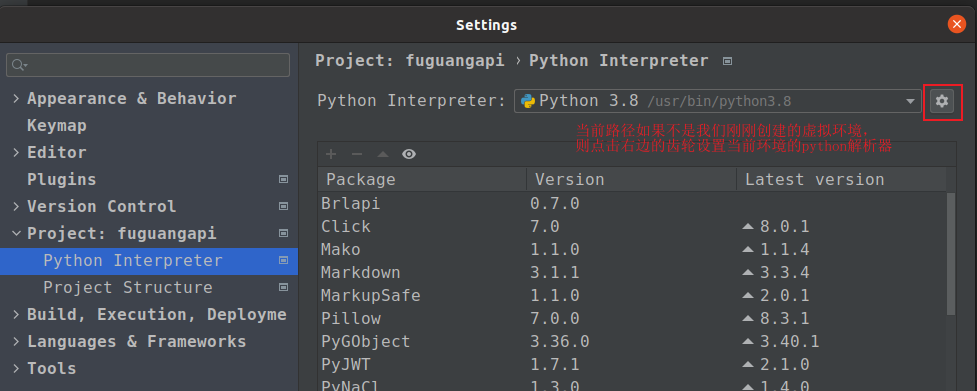 Settings
Project: fuguangapi › Python Interpreter
Appearance & Behavior
Keymap
Editor
Plugins
Version Control
Project: fuguangapi
Python Interpreter
Project Structure
Build, Execution, Deployme
Languages & Frameworks
Tools
Python Interpreter: Python 3.8 /usr/bin/python3.8
当前路径如果不是我们刚刚创建的虚拟环境，
则点击右边的齿轮设置当前环境的python解析器
Package Version Latest version
Brlapi 0.7.0
Click 7.0 8.0.1
Mako 1.1.0 1.1.4
Markdown 3.1.1 3.3.4
MarkupSafe 1.1.0 2.0.1
Pillow 7.0.0 8.3.1
PyGObject 3.36.0 3.40.1
PyJWT 1.7.1 2.1.0
PyNaCl 1.3.0 1.4.0